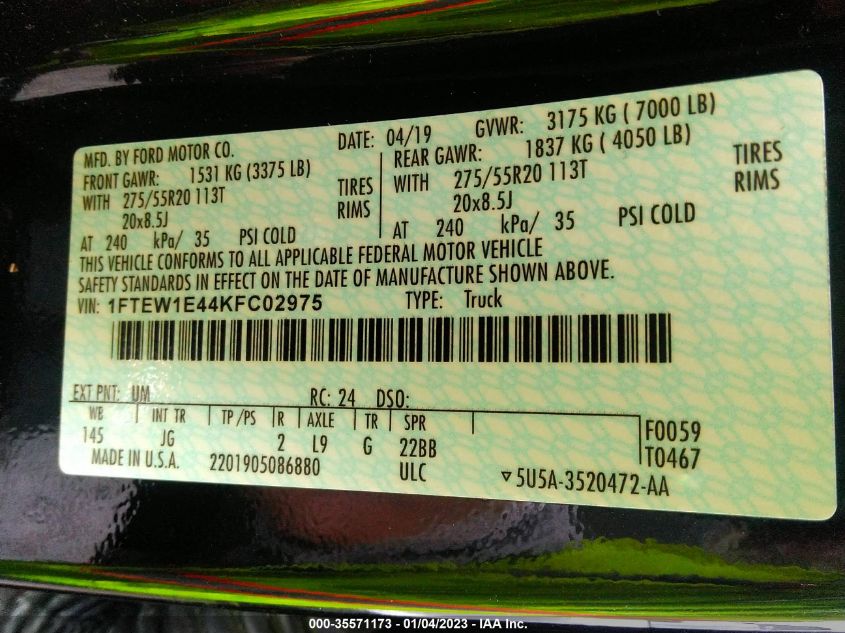 MFD. BY FORD MOTOR CO. DATE: 04/19 GVWR: 3175 KG ( 7000 LB)
FRONT GAWR: 1531 KG (3375 LB) REAR GAWR: 1837 KG ( 4050 LB)
WITH 275/55R20 113T TIRES WITH 275/55R20 113T TIRES
20x8.5J RIMS 20x8.5J RIMS
AT 240 kPa/ 35 PSI COLD AT 240 kPa/ 35 PSI COLD
THIS VEHICLE CONFORMS TO ALL APPLICABLE FEDERAL MOTOR VEHICLE
SAFETY STANDARDS IN EFFECT ON THE DATE OF MANUFACTURE SHOWN ABOVE.
VIN: 1FTEW1E44KFC02975 TYPE: Truck
EXT PNT: UM RC: 24 DSO:
WB INT TR TP/PS R AXLE TR SPR F0059
145 JG 2 L9 G 22BB T0467
MADE IN U.S.A. 2201905086880 ULC ▿5U5A-3520472-AA
000-35571173 - 01/04/2023 - IAA Inc.